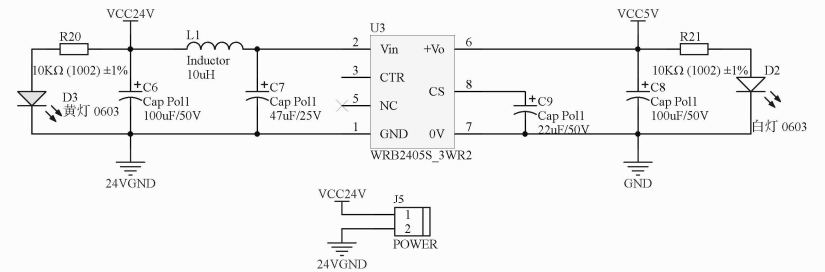 VCC24V
VCC5V
U3
R20
L1
2
Vin
+Vo
6
R21
Inductor
10uH
10KΩ (1002) ±1%
3
CTR
10KΩ (1002) ±1%
D2
C6
C7
CS
8
C8
D3
黄灯 0603
Cap Pol1
100uF/50V
Cap Pol1
47uF/25V
5
NC
C9
Cap Pol1
22uF/50V
Cap Pol1
100uF/50V
1
GND
0V
7
白灯 0603
WRB2405S_3WR2
24VGND
GND
VCC24V
J5
1
2
POWER
24VGND